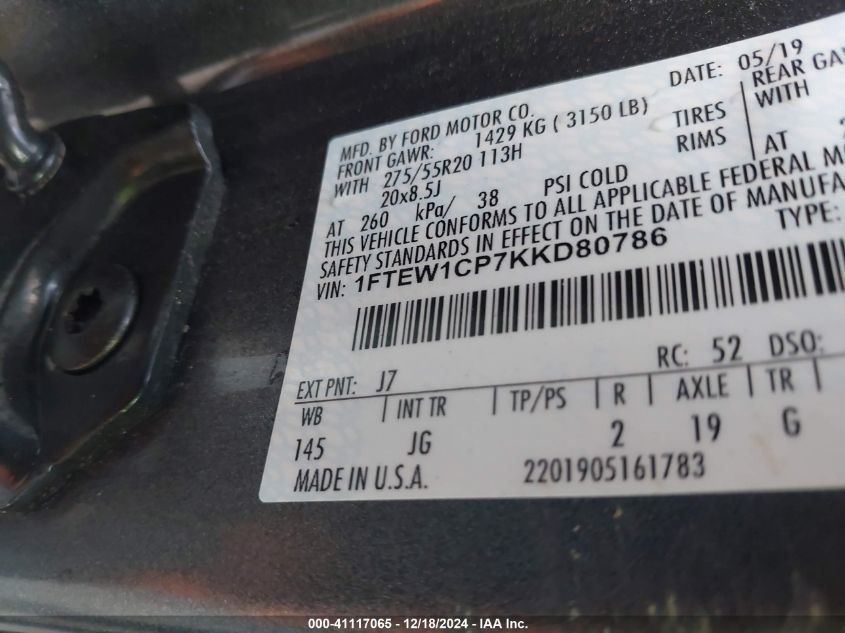 MFD. BY FORD MOTOR CO. DATE: 05/19
FRONT GAWR: 1429 KG ( 3150 LB) REAR GA
WITH 275/55R20 113H TIRES WITH
20x8.5J RIMS
AT 260 kPa/ 38 PSI COLD AT
THIS VEHICLE CONFORMS TO ALL APPLICABLE FEDERAL M
SAFETY STANDARDS IN EFFECT ON THE DATE OF MANUFA
VIN: 1FTEW1CP7KKD80786 TYPE:
RC: 52 DSO:
EXT PNT: J7
WB INT TR TP/PS R AXLE TR
145 JG 2 19 G
MADE IN U.S.A. 2201905161783
000-41117065 - 12/18/2024 - IAA Inc.